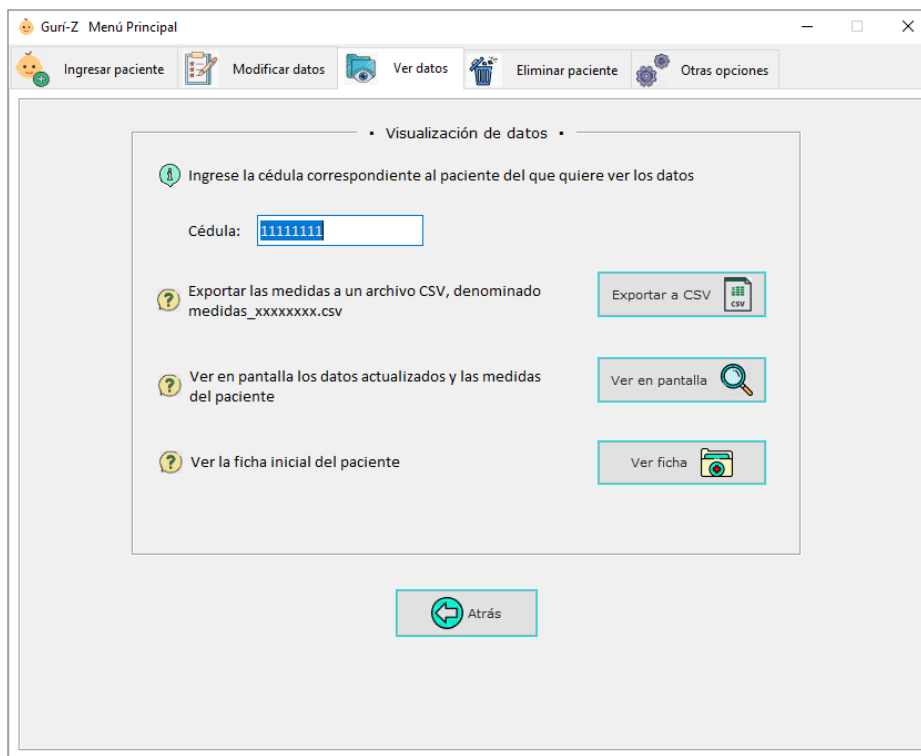 Gurí-Z Menú Principal
Ingresar paciente
Modificar datos
Ver datos
Eliminar paciente
Otras opciones
• Visualización de datos •
Ingrese la cédula correspondiente al paciente del que quiere ver los datos
Cédula: 11111111
Exportar las medidas a un archivo CSV, denominado
medidas_xxxxxxxx.csv
Exportar a CSV
CSV
Ver en pantalla los datos actualizados y las medidas
del paciente
Ver en pantalla
Ver la ficha inicial del paciente
Ver ficha
Atrás